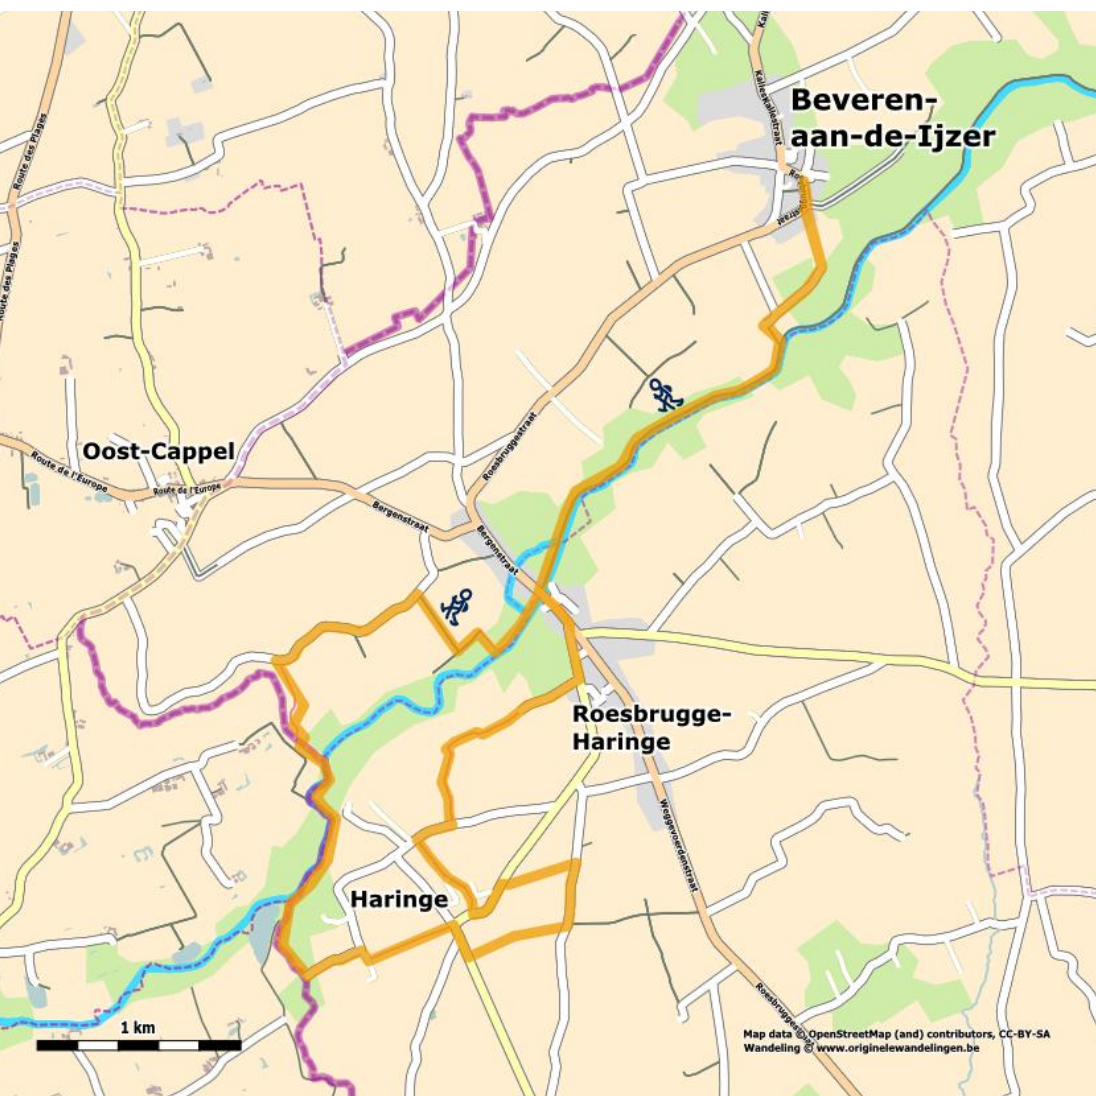 Kallestraat
Beveren-
aan-de-Ijzer
Route des Plages
Route des Plages
Oost-Cappel
Route de l'Europe
Route de l'Europe
Roesbruggestraat
Bergenstraat
Bergenstraat
Roesbrugge-
Haringe
Weggevoerdenstraat
Haringe
1 km
Map data © OpenStreetMap (and) contributors, CC-BY-SA
Wandeling © www.originelewandelingen.be